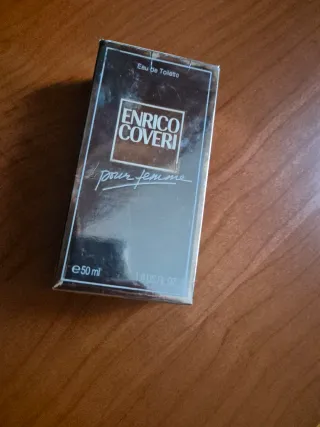 Eau de Toilette
ENRICO
COVERI
pour femme
℮50 ml